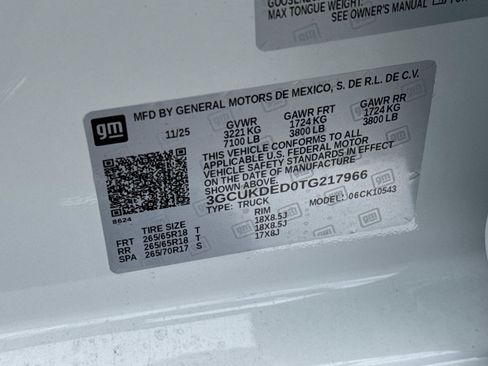 GOOSENE
MAX TONGUE WEIGHT:
SEE OWNER'S MANUAL FOR
gm
MFD BY GENERAL MOTORS DE MEXICO, S. DE R.L. DE C.V.
11/25 GVWR GAWR FRT GAWR RR
3221 KG 1724 KG 1724 KG
7100 LB 3800 LB 3800 LB
THIS VEHICLE CONFORMS TO ALL
APPLICABLE U.S. FEDERAL MOTOR
VEHICLE SAFETY STANDARDS IN EFFECT
ON THE DATE OF MANUFACTURE
SHOWN ABOVE.
3GCUKDED0TG217966
TYPE: TRUCK MODEL: 06CK10543
8624
TIRE SIZE RIM
FRT 265/65R18 T 18X8.5J
RR 265/65R18 T 18X8.5J
SPA 265/70R17 S 17X8J